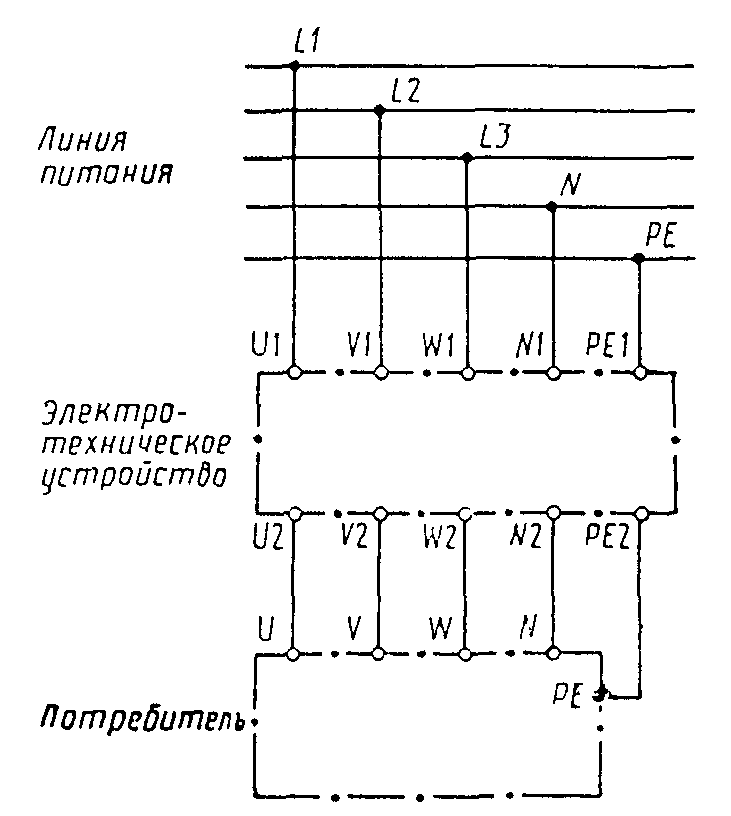 L1
L2
L3
N
PE
Линия
питания
U1 V1 W1 N1 PE1
Электро-
техническое
устройство
U2 V2 W2 N2 PE2
U V W N
PE
Потребитель